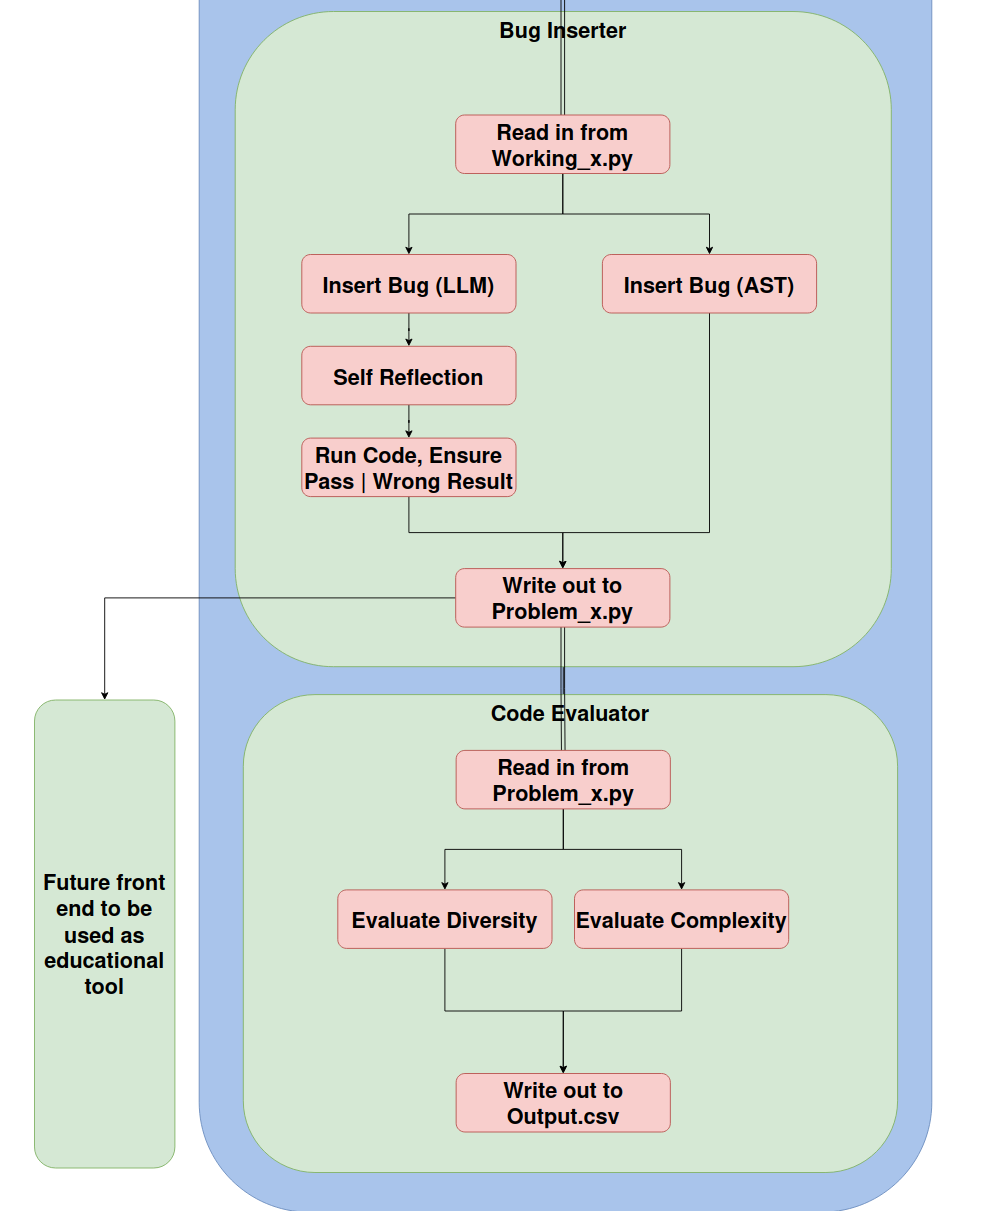 Bug Inserter
Read in from
Working_x.py
Insert Bug (LLM)
Insert Bug (AST)
Self Reflection
Run Code, Ensure
Pass | Wrong Result
Write out to
Problem_x.py
Code Evaluator
Read in from
Problem_x.py
Evaluate Diversity
Evaluate Complexity
Write out to
Output.csv
Future front
end to be
used as
educational
tool